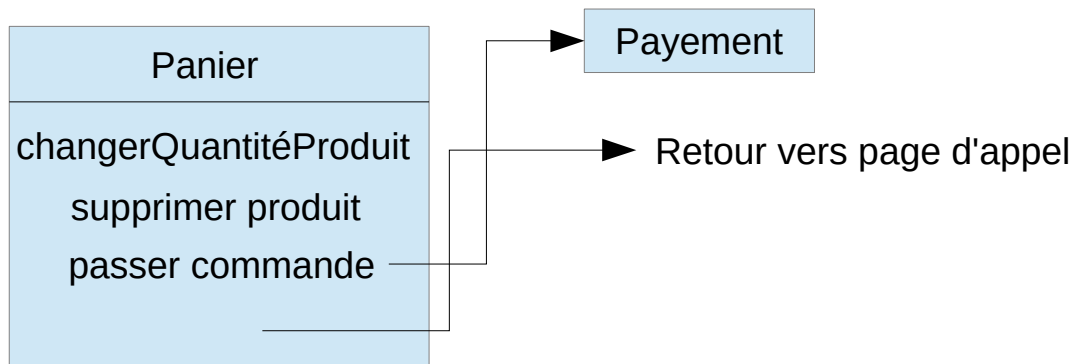 Panier
changerQuantitéProduit
supprimer produit
passer commande
Payement
Retour vers page d'appel